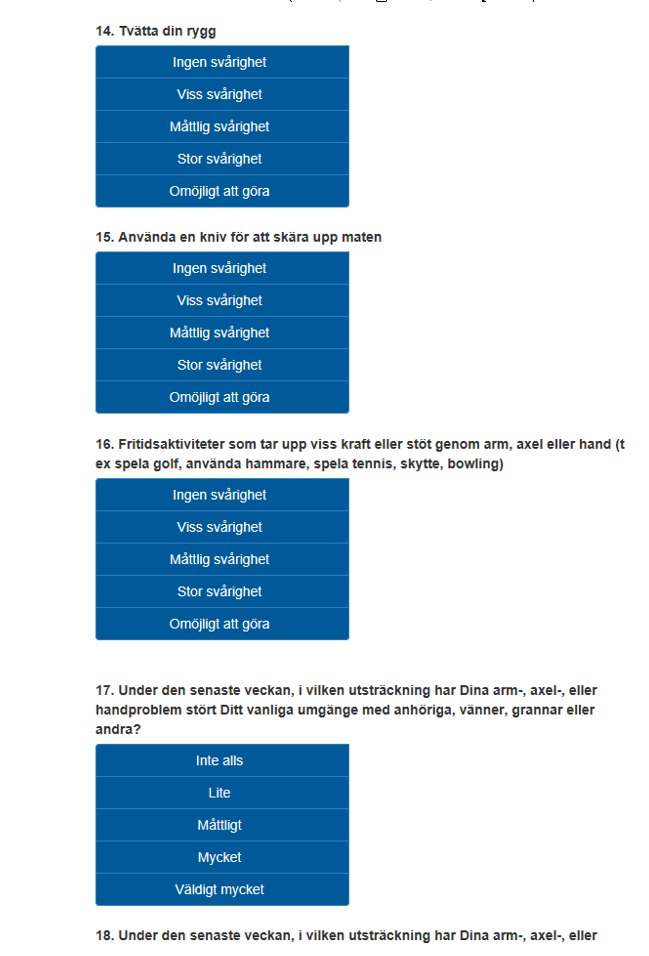 14. Tvätta din rygg
Ingen svårighet
Viss svårighet
Måttlig svårighet
Stor svårighet
Omöjligt att göra
15. Använda en kniv för att skära upp maten
Ingen svårighet
Viss svårighet
Måttlig svårighet
Stor svårighet
Omöjligt att göra
16. Fritidsaktiviteter som tar upp viss kraft eller stöt genom arm, axel eller hand (t
ex spela golf, använda hammare, spela tennis, skytte, bowling)
Ingen svårighet
Viss svårighet
Måttlig svårighet
Stor svårighet
Omöjligt att göra
17. Under den senaste veckan, i vilken utsträckning har Dina arm-, axel-, eller
handproblem stört Ditt vanliga umgänge med anhöriga, vänner, grannar eller
andra?
Inte alls
Lite
Måttligt
Mycket
Väldigt mycket
18. Under den senaste veckan, i vilken utsträckning har Dina arm-, axel-, eller